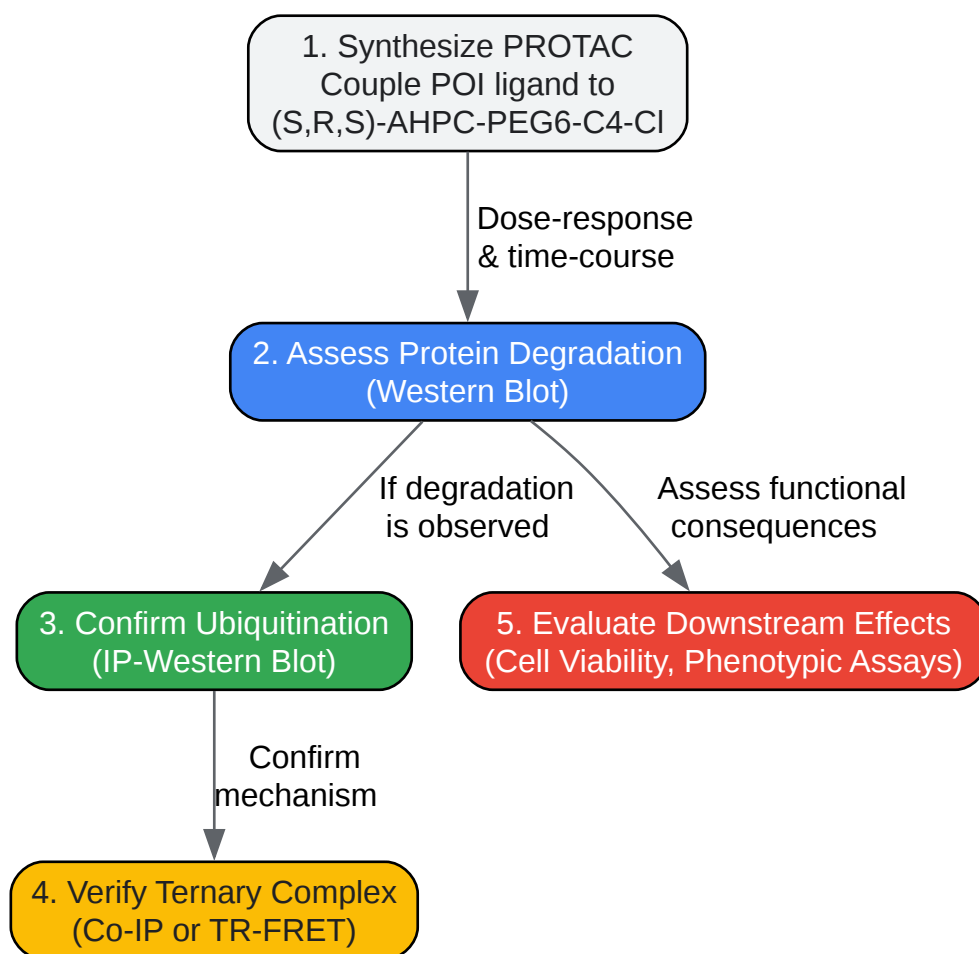 1. Synthesize PROTAC
Couple POI ligand to
(S,R,S)-AHPC-PEG6-C4-Cl
Dose-response
& time-course
2. Assess Protein Degradation
(Western Blot)
If degradation
is observed
Assess functional
consequences
3. Confirm Ubiquitination
(IP-Western Blot)
5. Evaluate Downstream Effects
(Cell Viability, Phenotypic Assays)
Confirm
mechanism
4. Verify Ternary Complex
(Co-IP or TR-FRET)